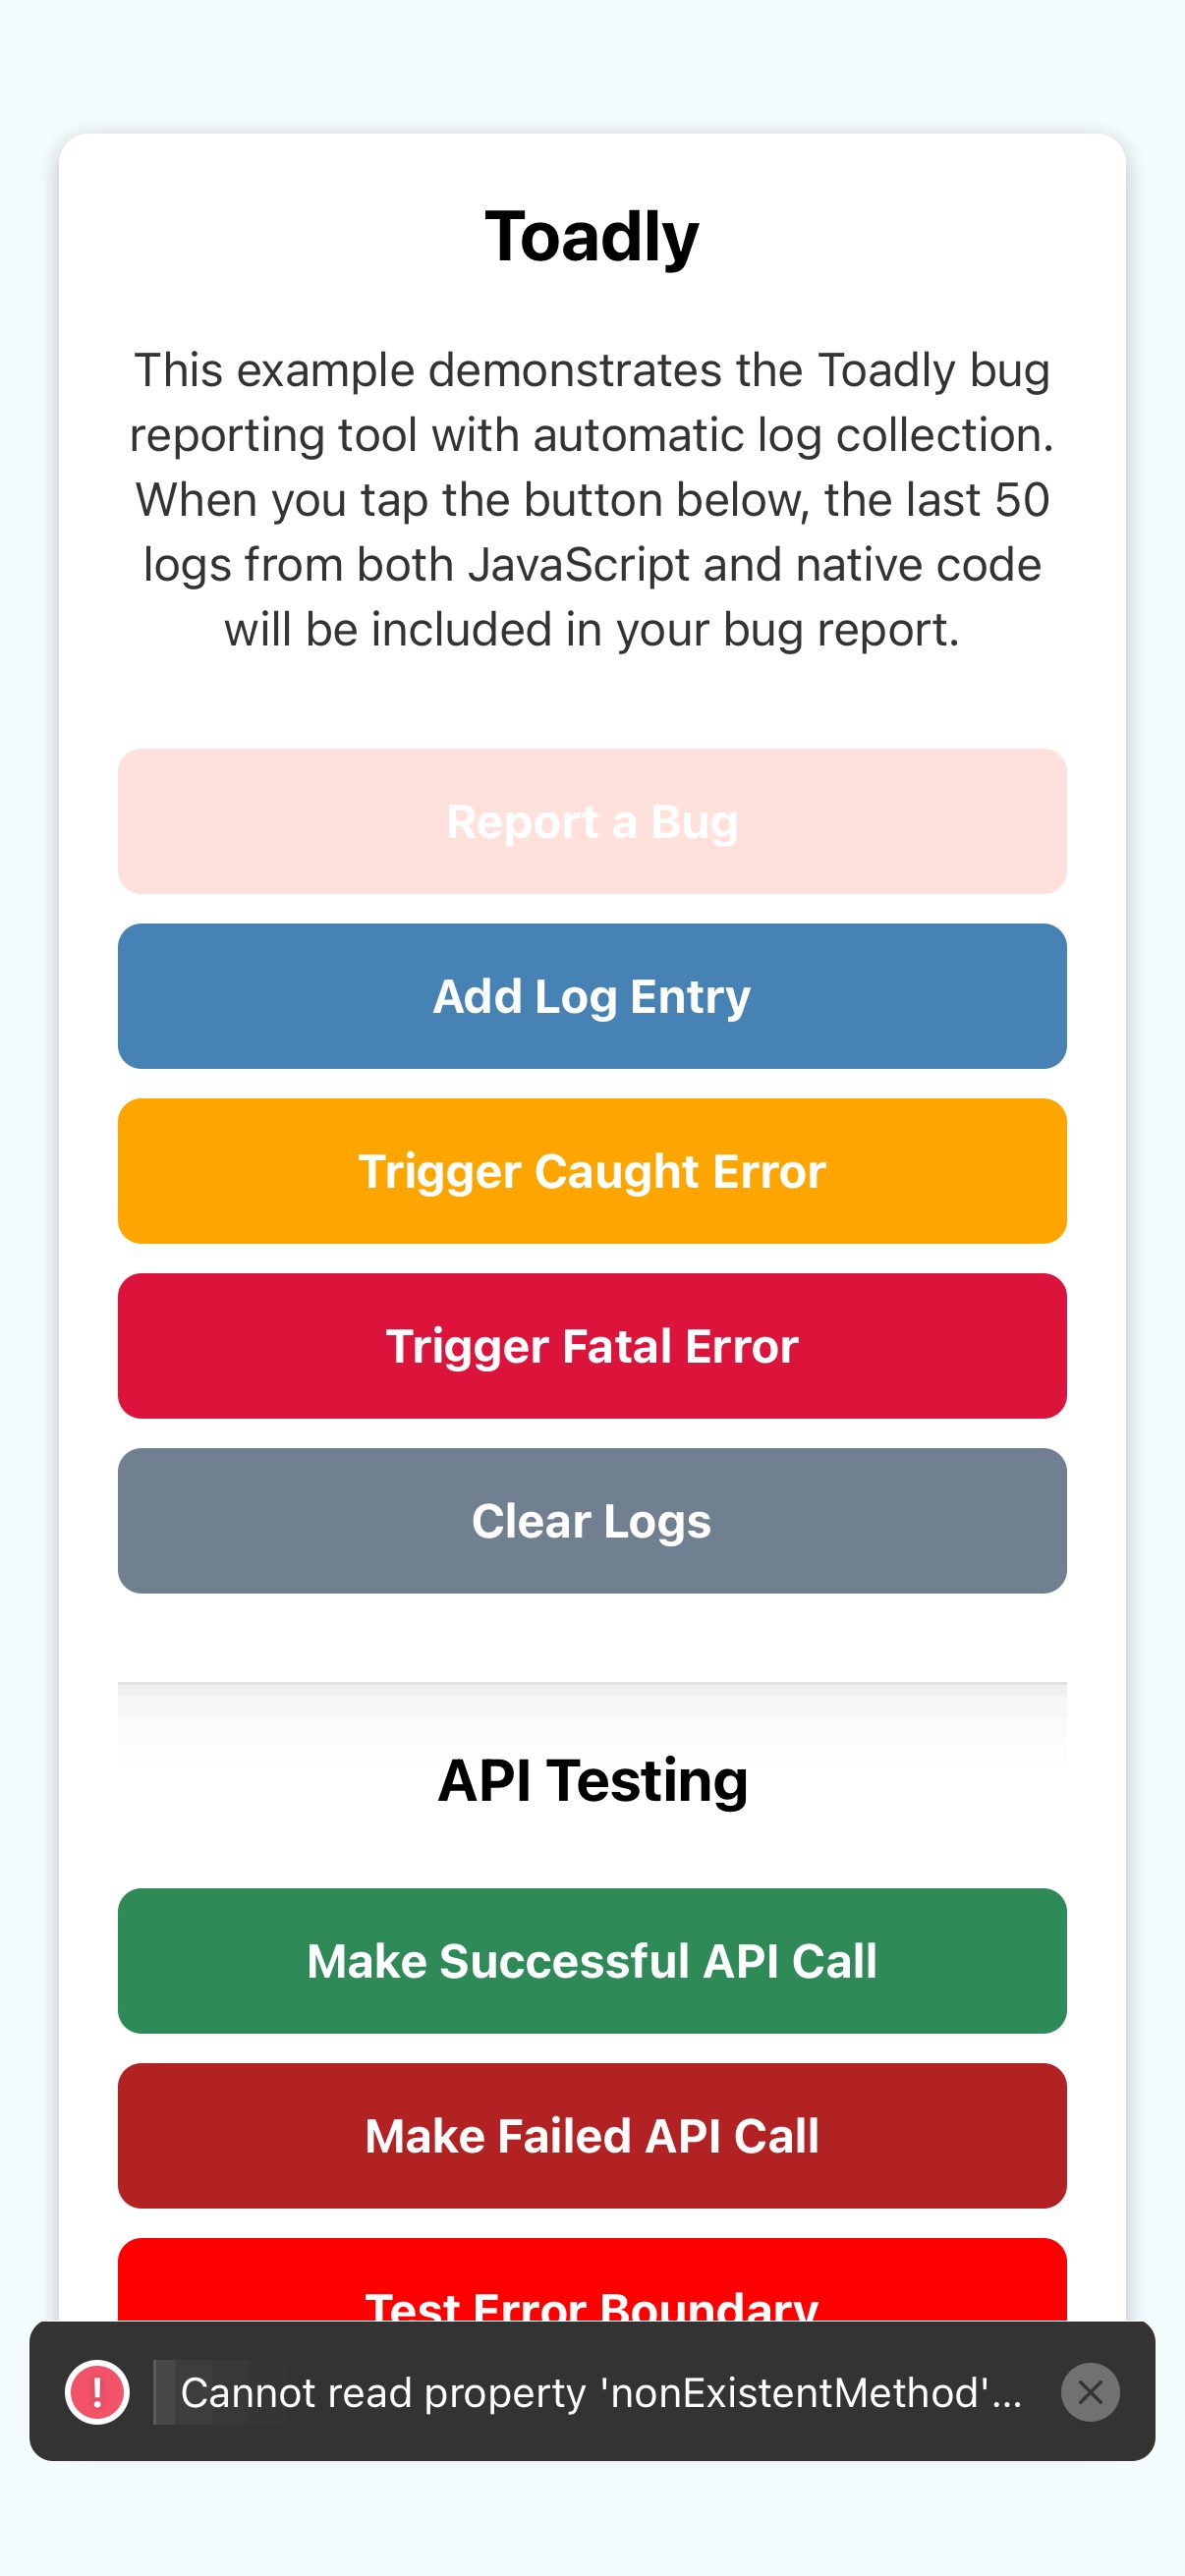 Toadly
This example demonstrates the Toadly bug
reporting tool with automatic log collection.
When you tap the button below, the last 50
logs from both JavaScript and native code
will be included in your bug report.
Report a Bug
Add Log Entry
Trigger Caught Error
Trigger Fatal Error
Clear Logs
API Testing
Make Successful API Call
Make Failed API Call
Test Error Boundary
! Cannot read property 'nonExistentMethod'...